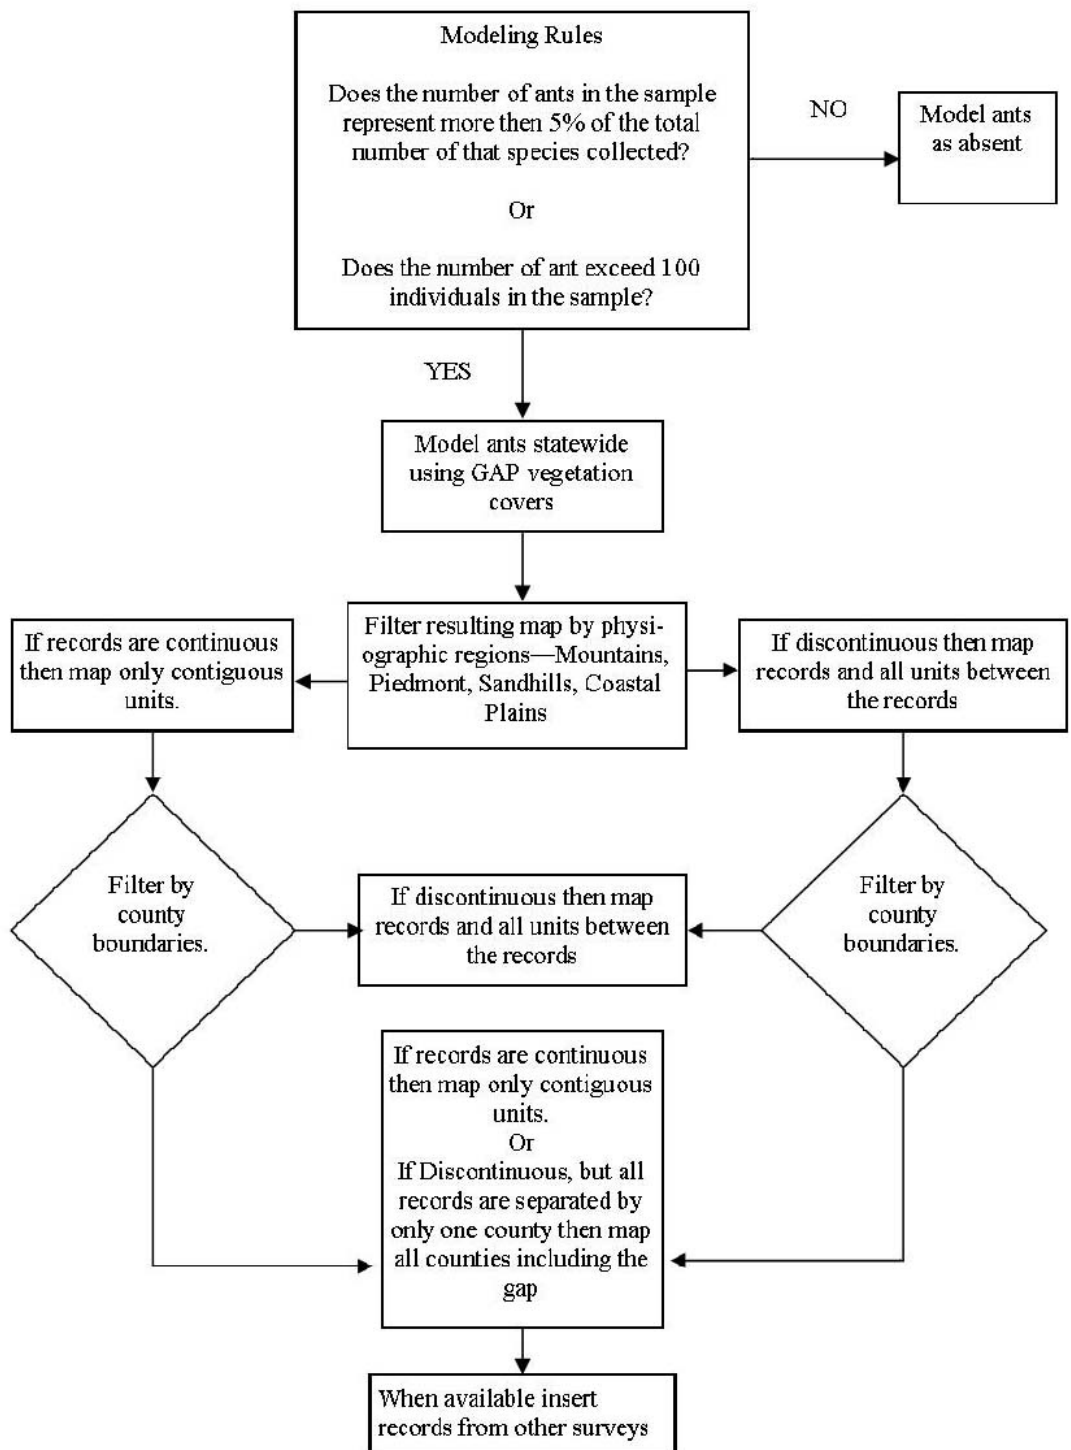 Modeling Rules
Does the number of ants in the sample
represent more then 5% of the total
number of that species collected?
Or
Does the number of ant exceed 100
individuals in the sample?
NO
Model ants
as absent
YES
Model ants statewide
using GAP vegetation
covers
If records are continuous
then map only contiguous
units.
Filter resulting map by physi-
ographic regions—Mountains,
Piedmont, Sandhills, Coastal
Plains
If discontinuous then map
records and all units between
the records
Filter by
county
boundaries.
If discontinuous then map
records and all units between
the records
Filter by
county
boundaries.
If records are continuous
then map only contiguous
units.
Or
If Discontinuous, but all
records are separated by
only one county then map
all counties including the
gap
When available insert
records from other surveys